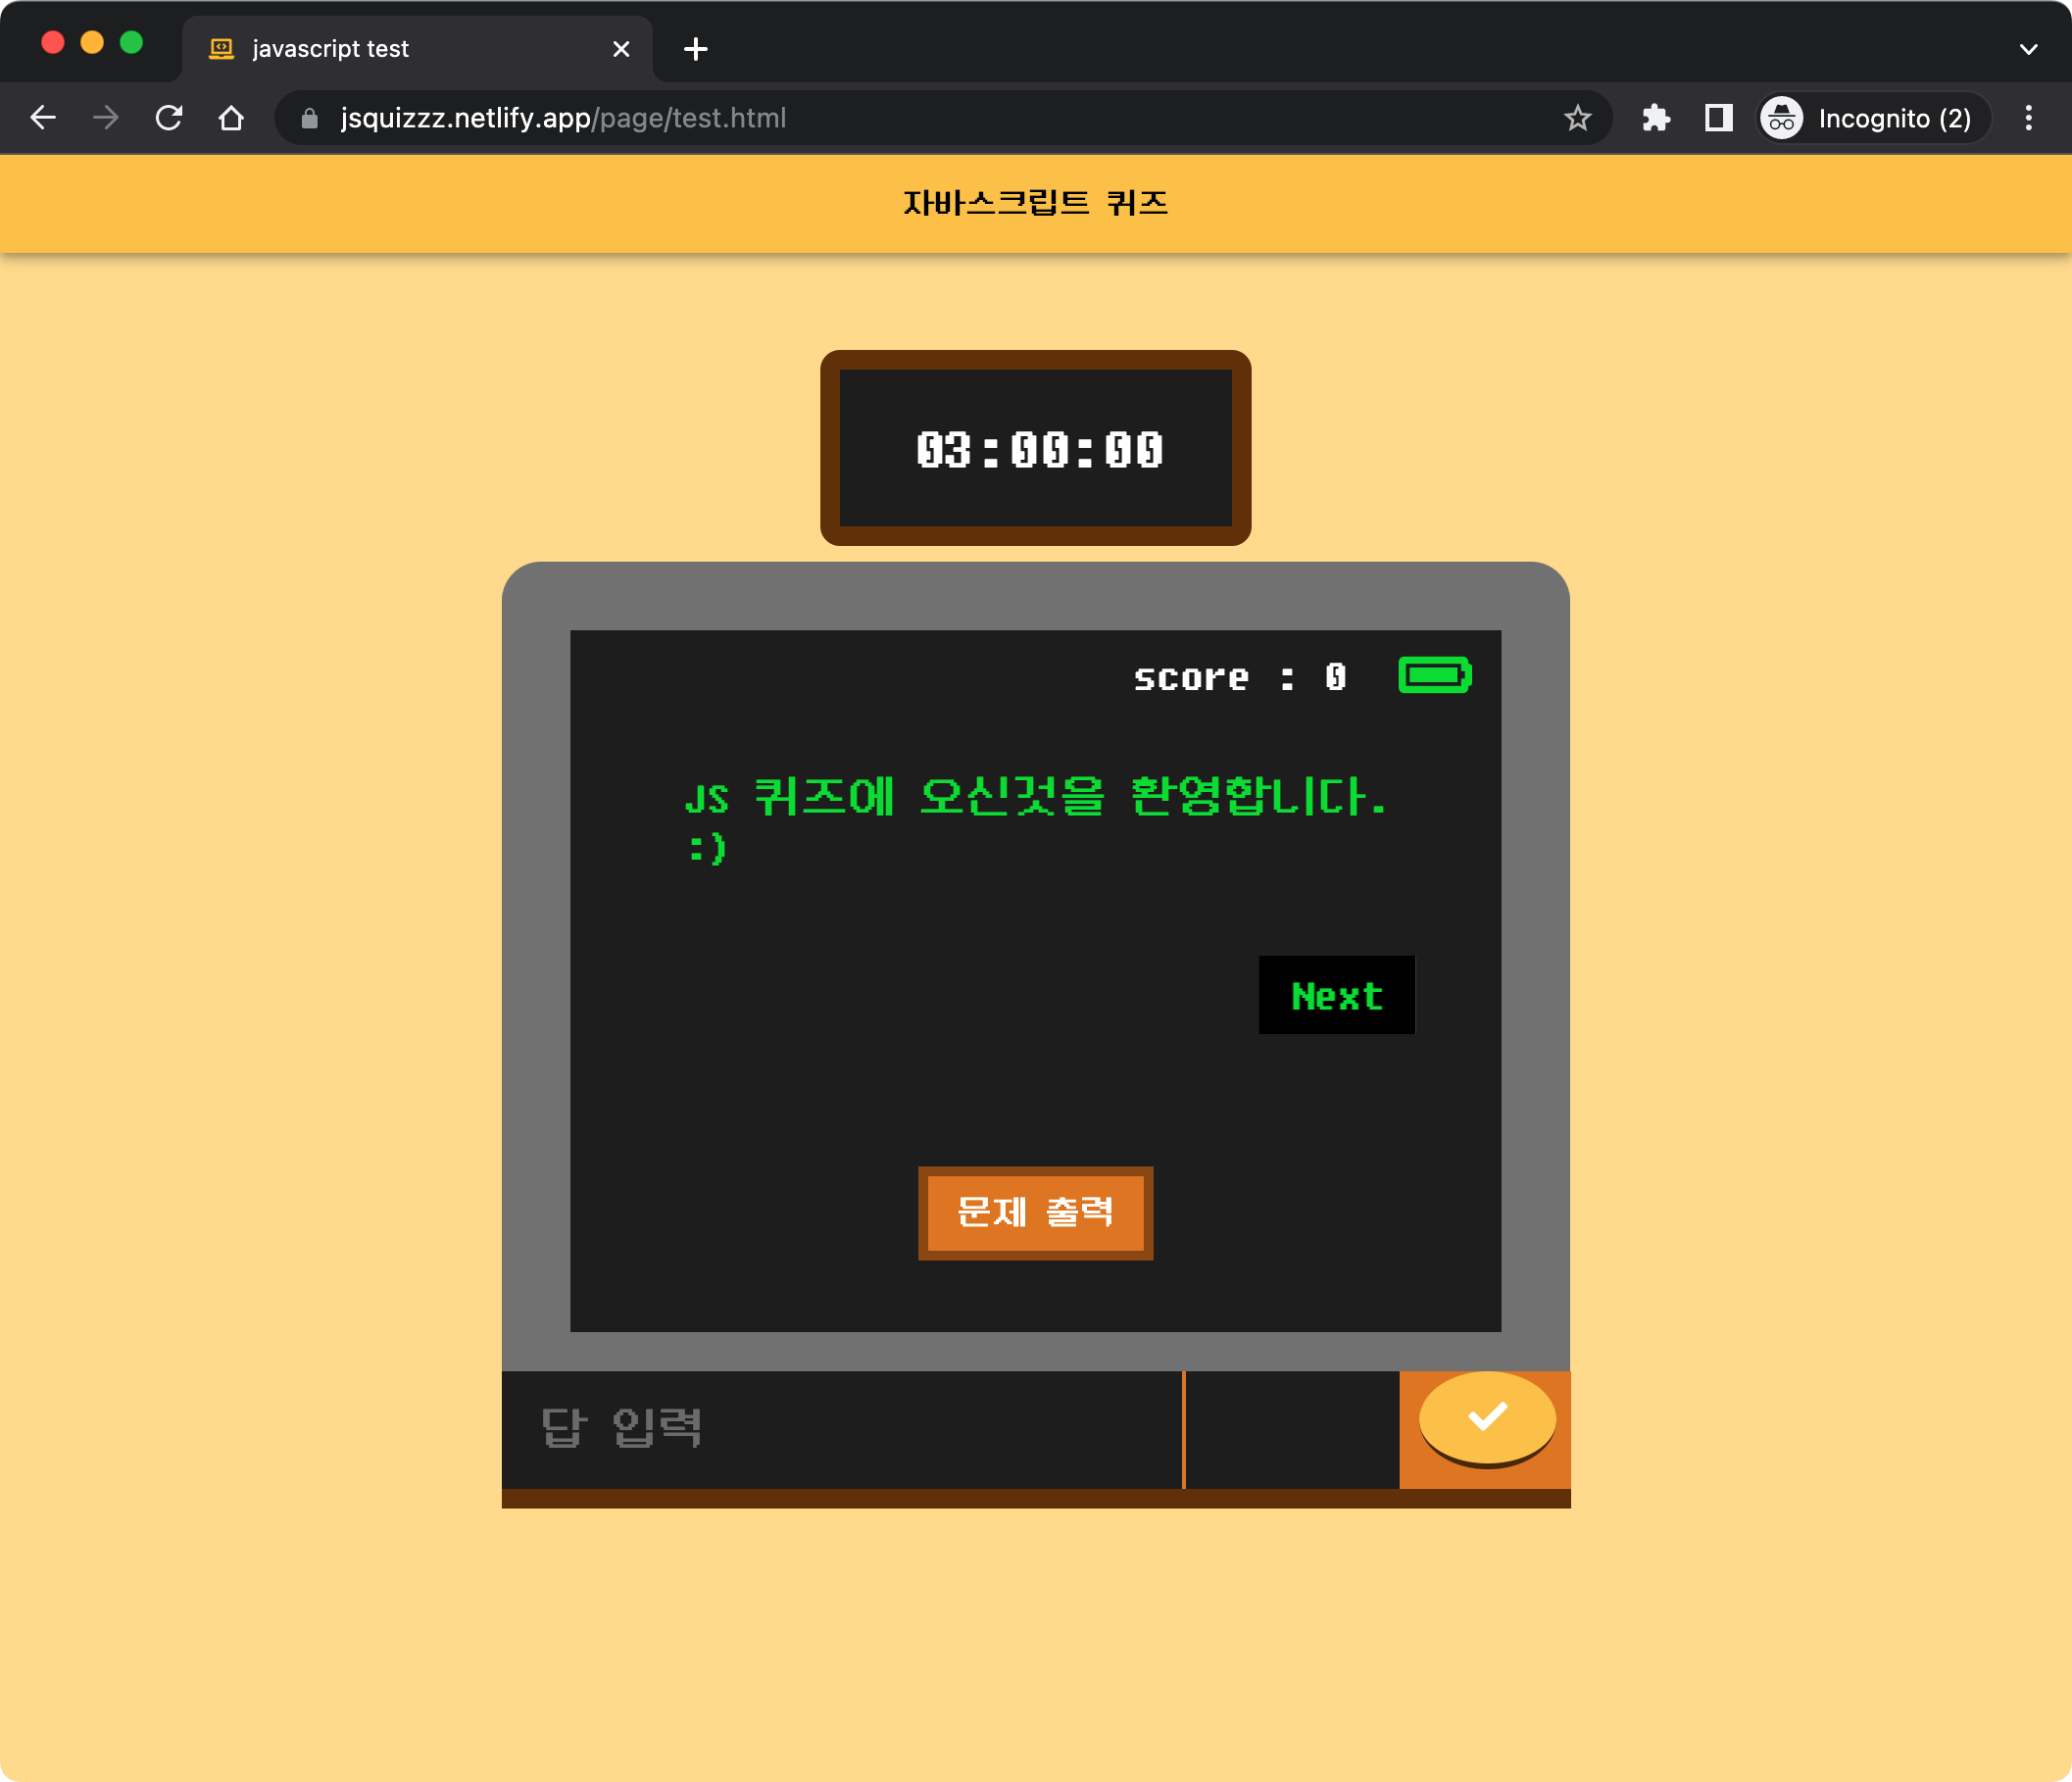 javascript test
jsquizzz.netlify.app/page/test.html
Incognito (2)
자바스크립트 퀴즈
03:00:00
score : 0
JS 퀴즈에 오신것을 환영합니다.
:)
Next
문제 출력
답 입력